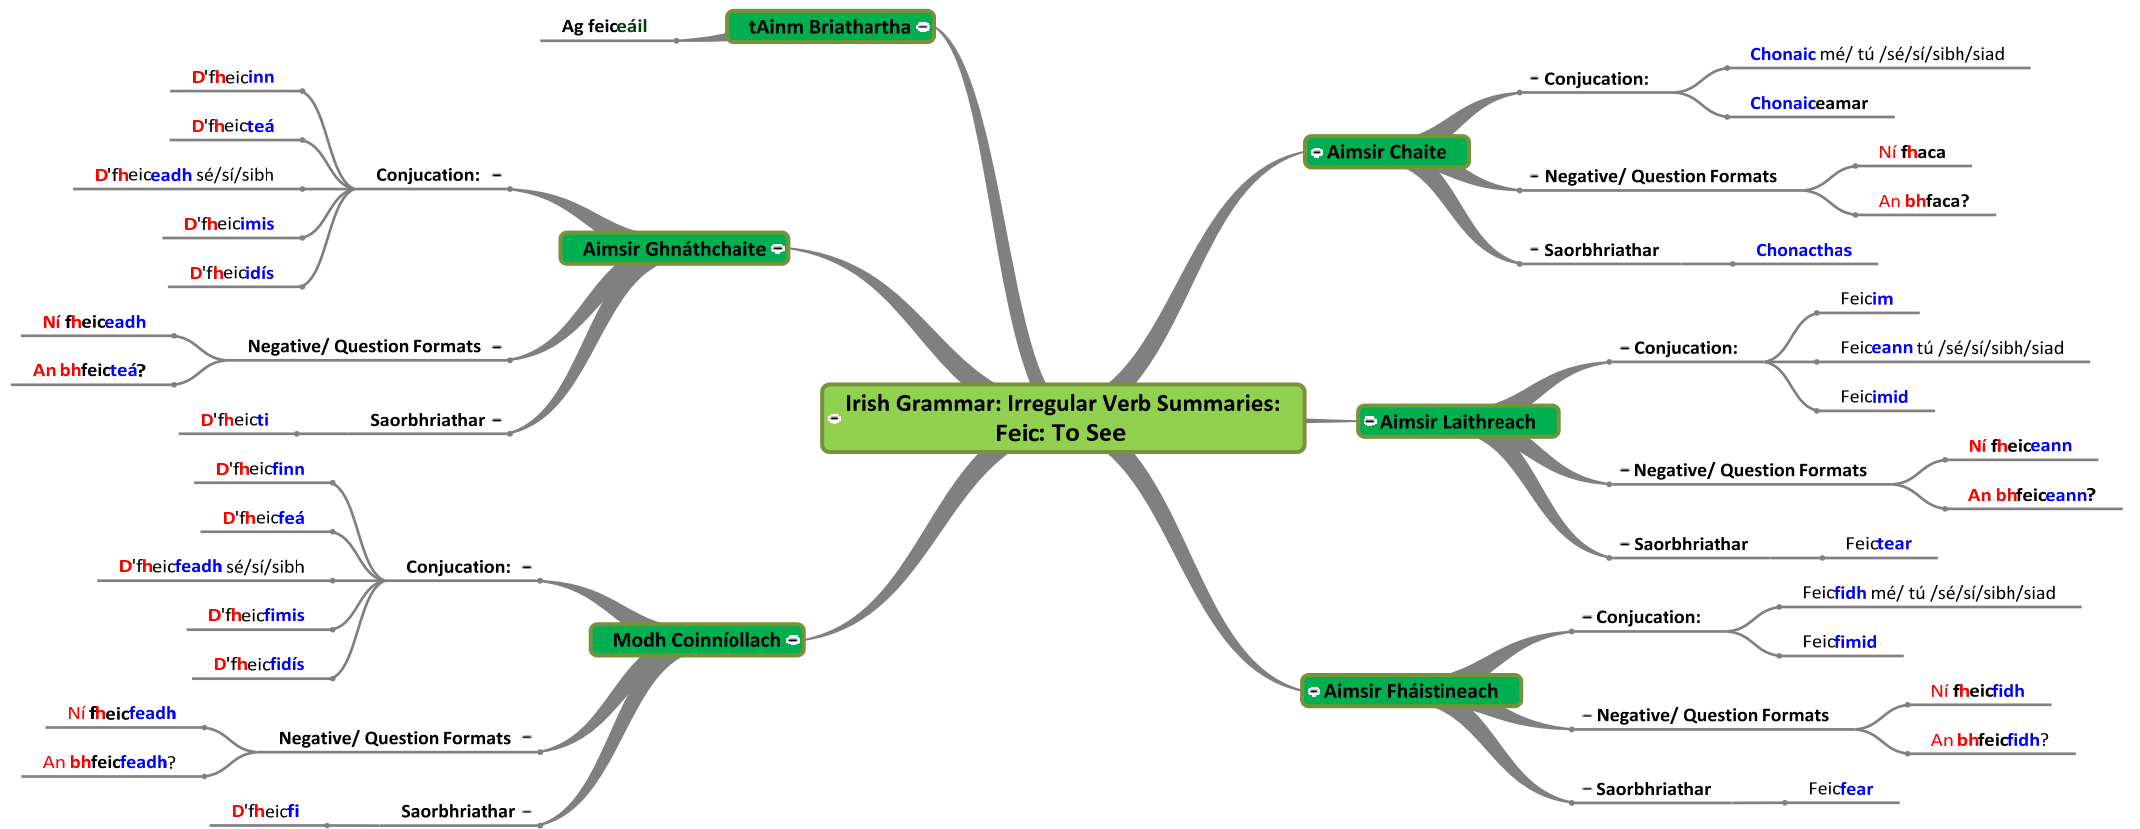 Irish Grammar: Irregular Verb Summaries:
Feic: To See
Aimsir Chaite
Conjucation:
Chonaic mé/ tú /sé/sí/sibh/siad
Chonaiceamar
Negative/ Question Formats
Ní fhaca
An bhfaca?
Saorbhriathar
Chonacthas
Aimsir Laithreach
Conjucation:
Feicim
Feiceann tú /sé/sí/sibh/siad
Feicimid
Negative/ Question Formats
Ní fheiceann
An bhfeiceann?
Saorbhriathar
Feictear
Aimsir Fháistineach
Conjucation:
Feicfidh mé/ tú /sé/sí/sibh/siad
Feicfimid
Negative/ Question Formats
Ní fheicfidh
An bhfeicfidh?
Saorbhriathar
Feicfear
tAinm Briathartha
Ag feiceáil
Aimsir Ghnáthchaite
Conjucation:
D'fheicinn
D'fheicteá
D'fheiceadh sé/sí/sibh
D'fheicimis
D'fheicidís
Negative/ Question Formats
Ní fheiceadh
An bhfeicteá?
Saorbhriathar
D'fheicti
Modh Coinníollach
Conjucation:
D'fheicfinn
D'fheicfeá
D'fheicfeadh sé/sí/sibh
D'fheicfimis
D'fheicfidís
Negative/ Question Formats
Ní fheicfeadh
An bhfeicfeadh?
Saorbhriathar
D'fheicfi